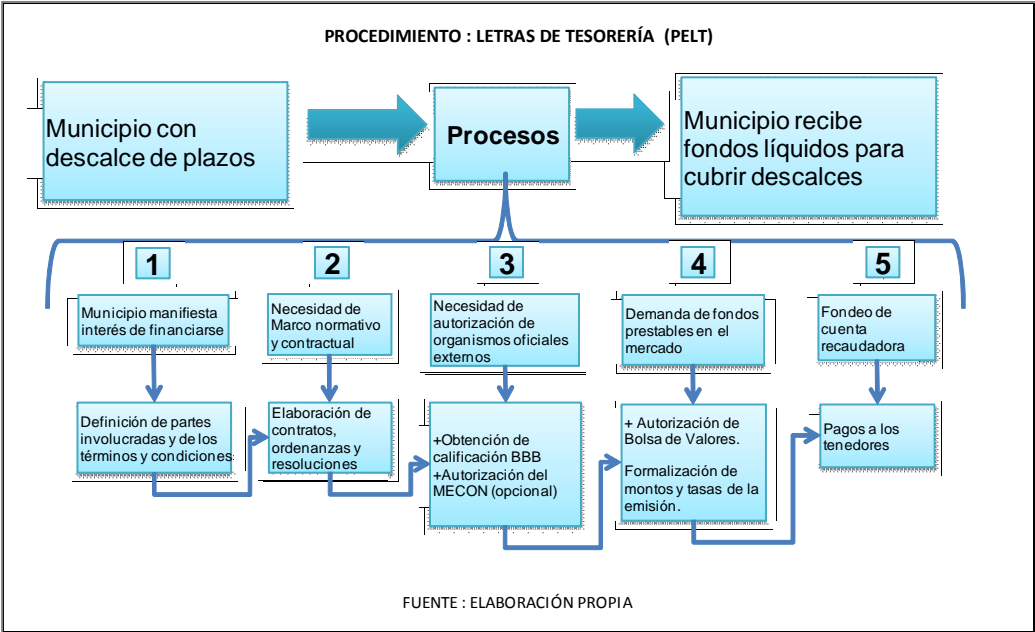 PROCEDIMIENTO : LETRAS DE TESORERÍA (PELT)
Municipio con
descalce de plazos
Procesos
Municipio recibe
fondos líquidos para
cubrir descalces
1
2
3
4
5
Municipio manifiesta
interés de financiarse
Necesidad de
Marco normativo
y contractual
Necesidad de
autorización de
organismos oficiales
externos
Demanda de fondos
prestables en el
mercado
Fondeo de
cuenta
recaudadora
Definición de partes
involucradas y de los
términos y condiciones
Elaboración de
contratos,
ordenanzas y
resoluciones
+Obtención de
calificación BBB
+Autorización del
MECON (opcional)
+ Autorización de
Bolsa de Valores.
Formalización de
montos y tasas de la
emisión.
Pagos a los
tenedores
FUENTE : ELABORACIÓN PROPIA